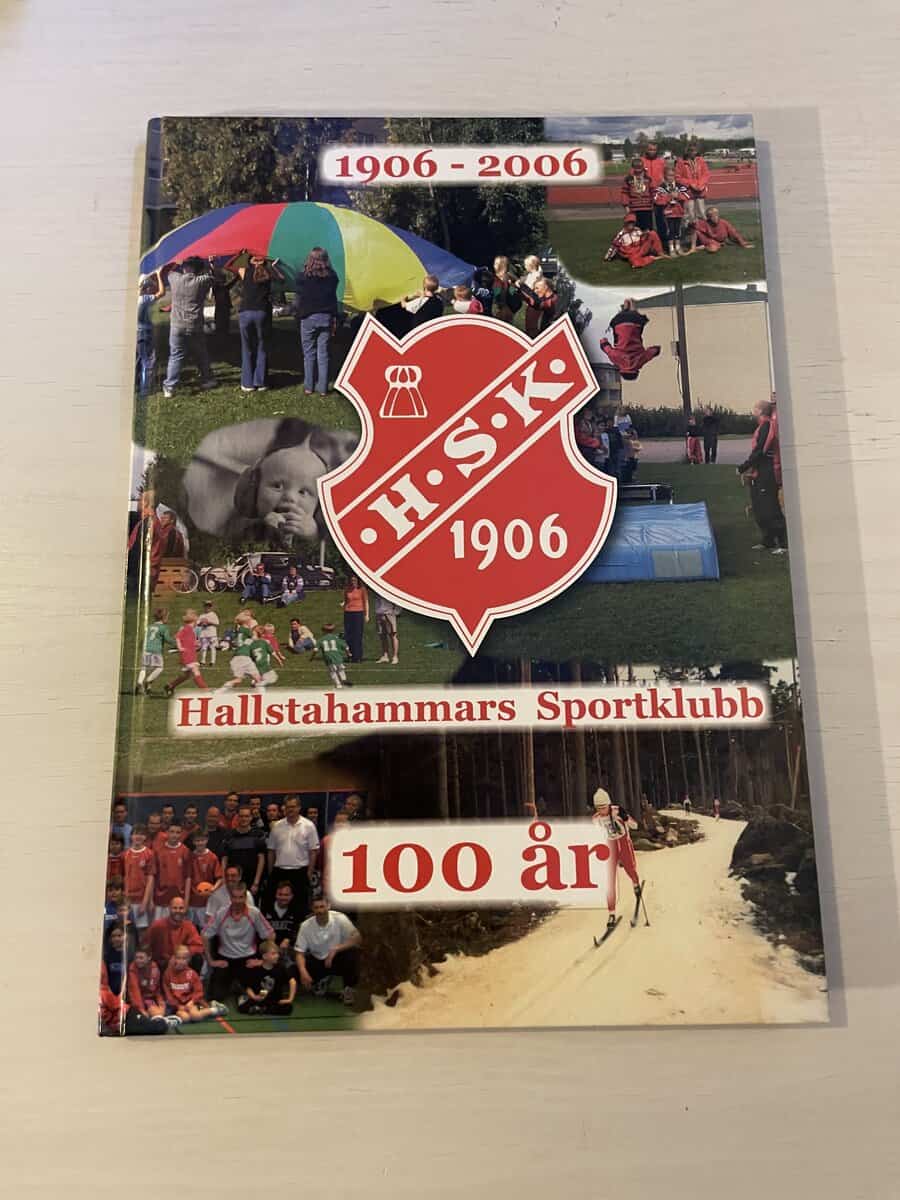 1906 - 2006
·H·S·K·
1906
Hallstahammars Sportklubb
100 år